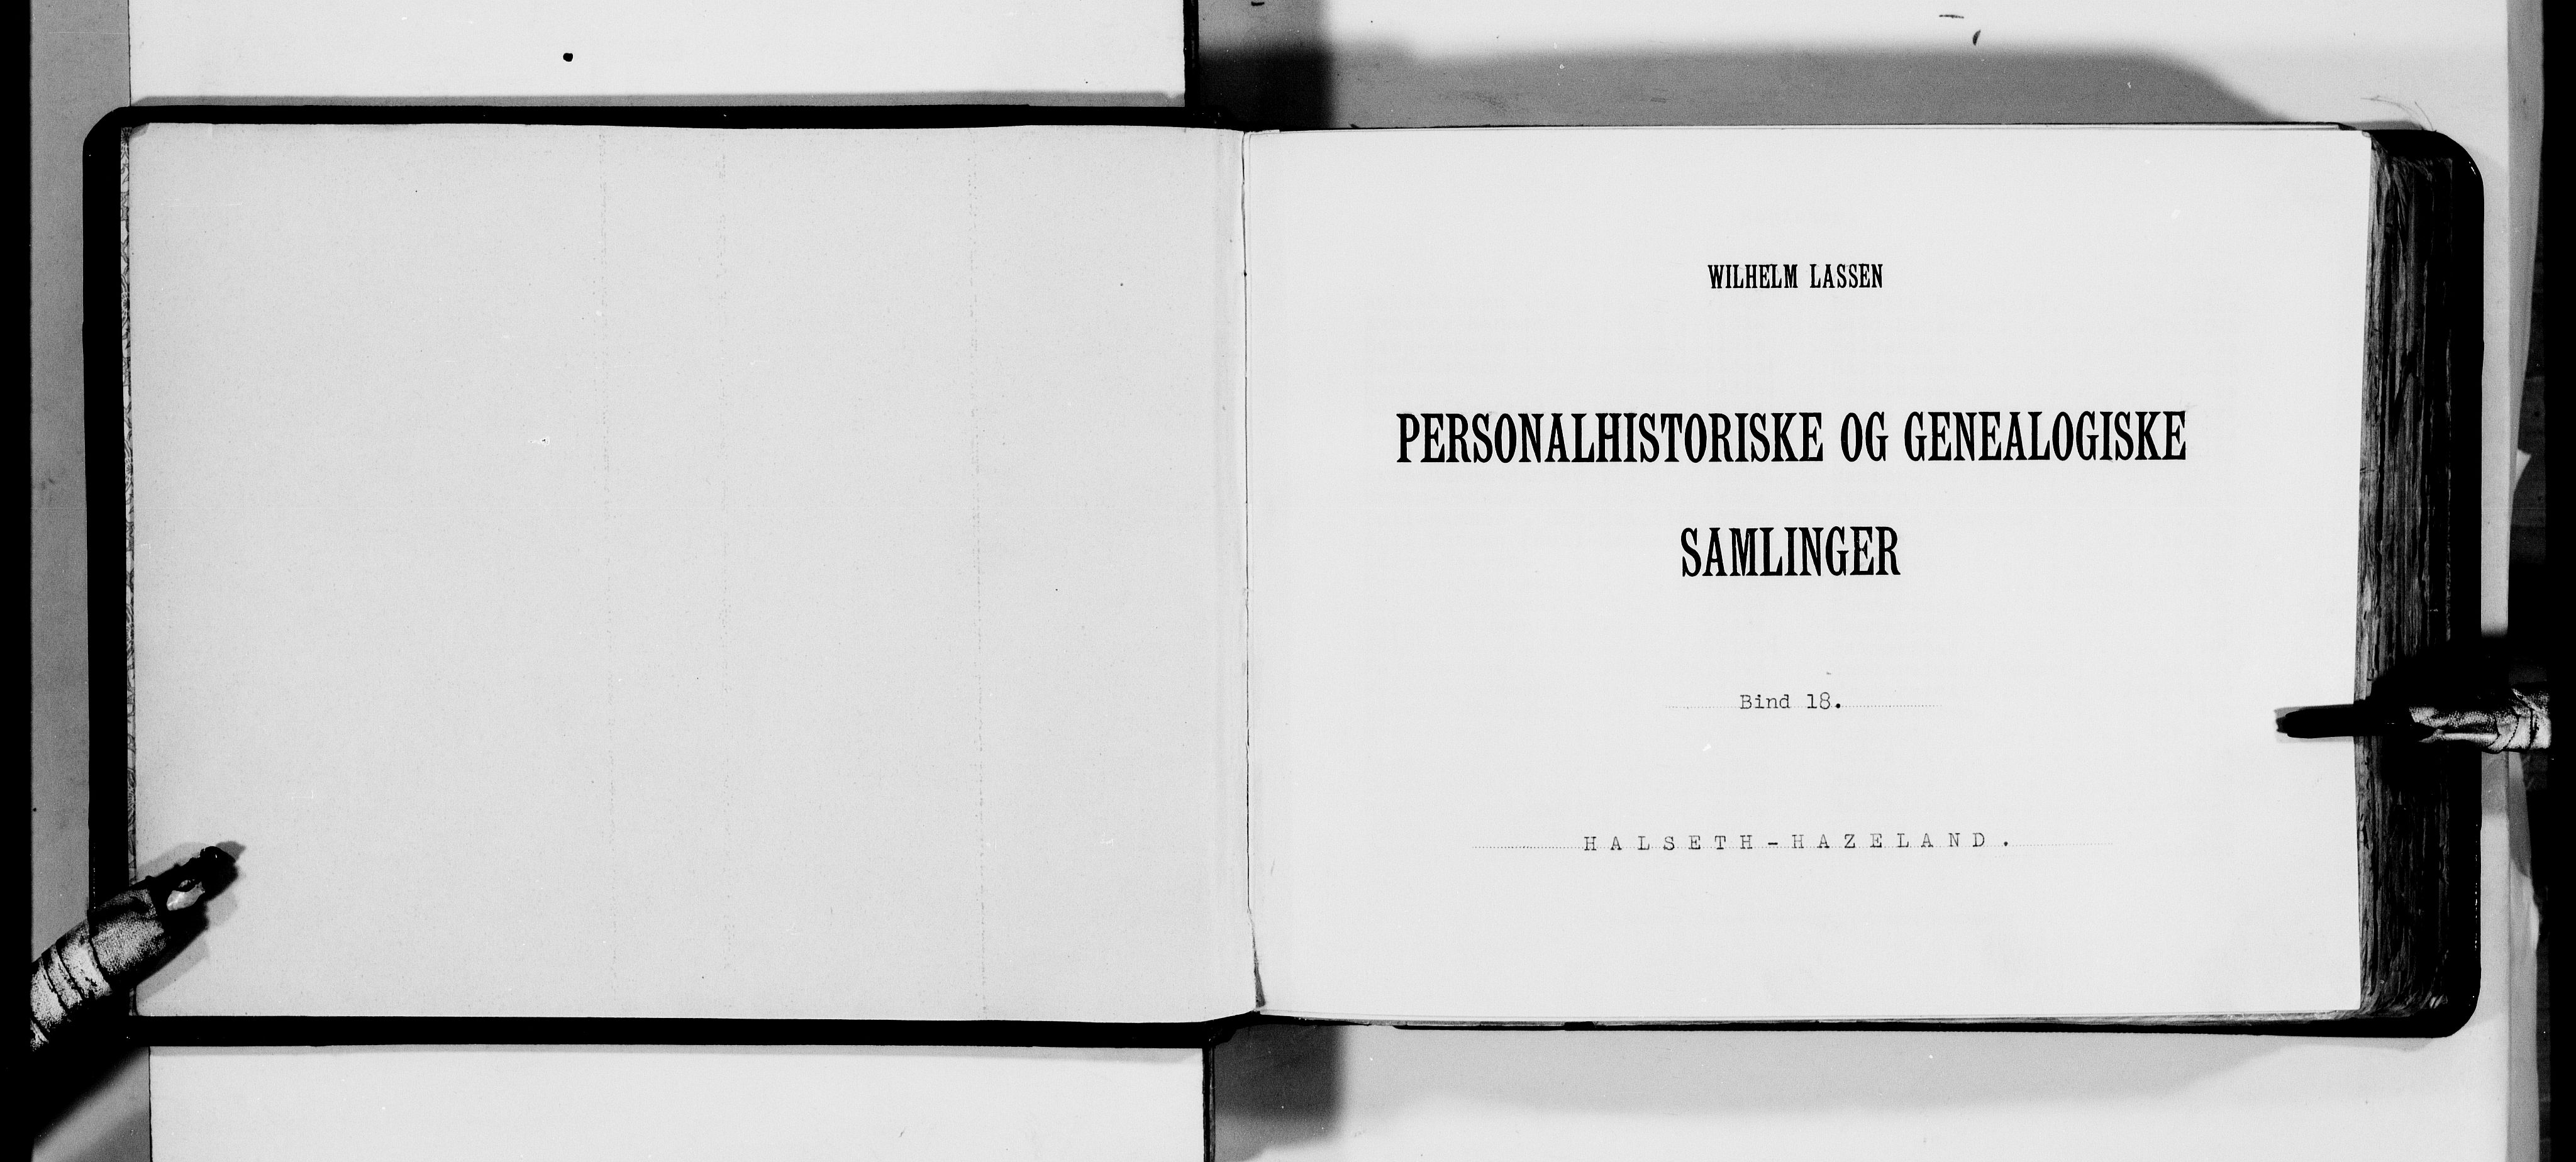 WILHELM LASSEN
PERSONALHISTORISKE OG GENEALOGISKE
SAMLINGER
Bind 18.
HALSETH-HAZELAND.